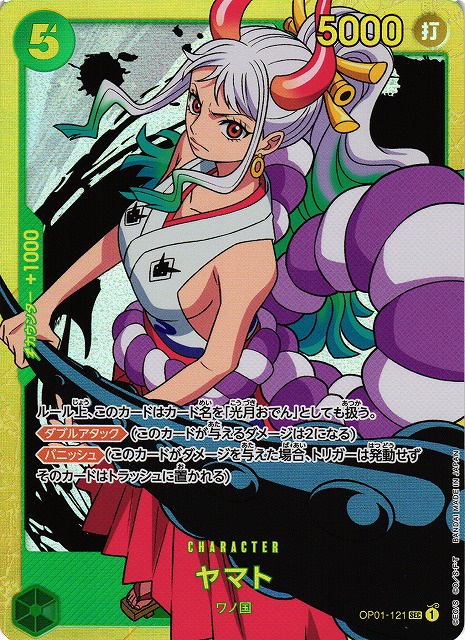 5
5000
打
カウンター +1000
ルール上、このカードはカード名を「光月おでん」としても扱う。
ダブルアタック (このカードが与えるダメージは2になる)
バニッシュ (このカードがダメージを与えた場合、トリガーは発動せず
そのカードはトラッシュに置かれる)
CHARACTER
ヤマト
ワノ国
OP01-121 SEC 1
BANDAI MADE IN JAPAN